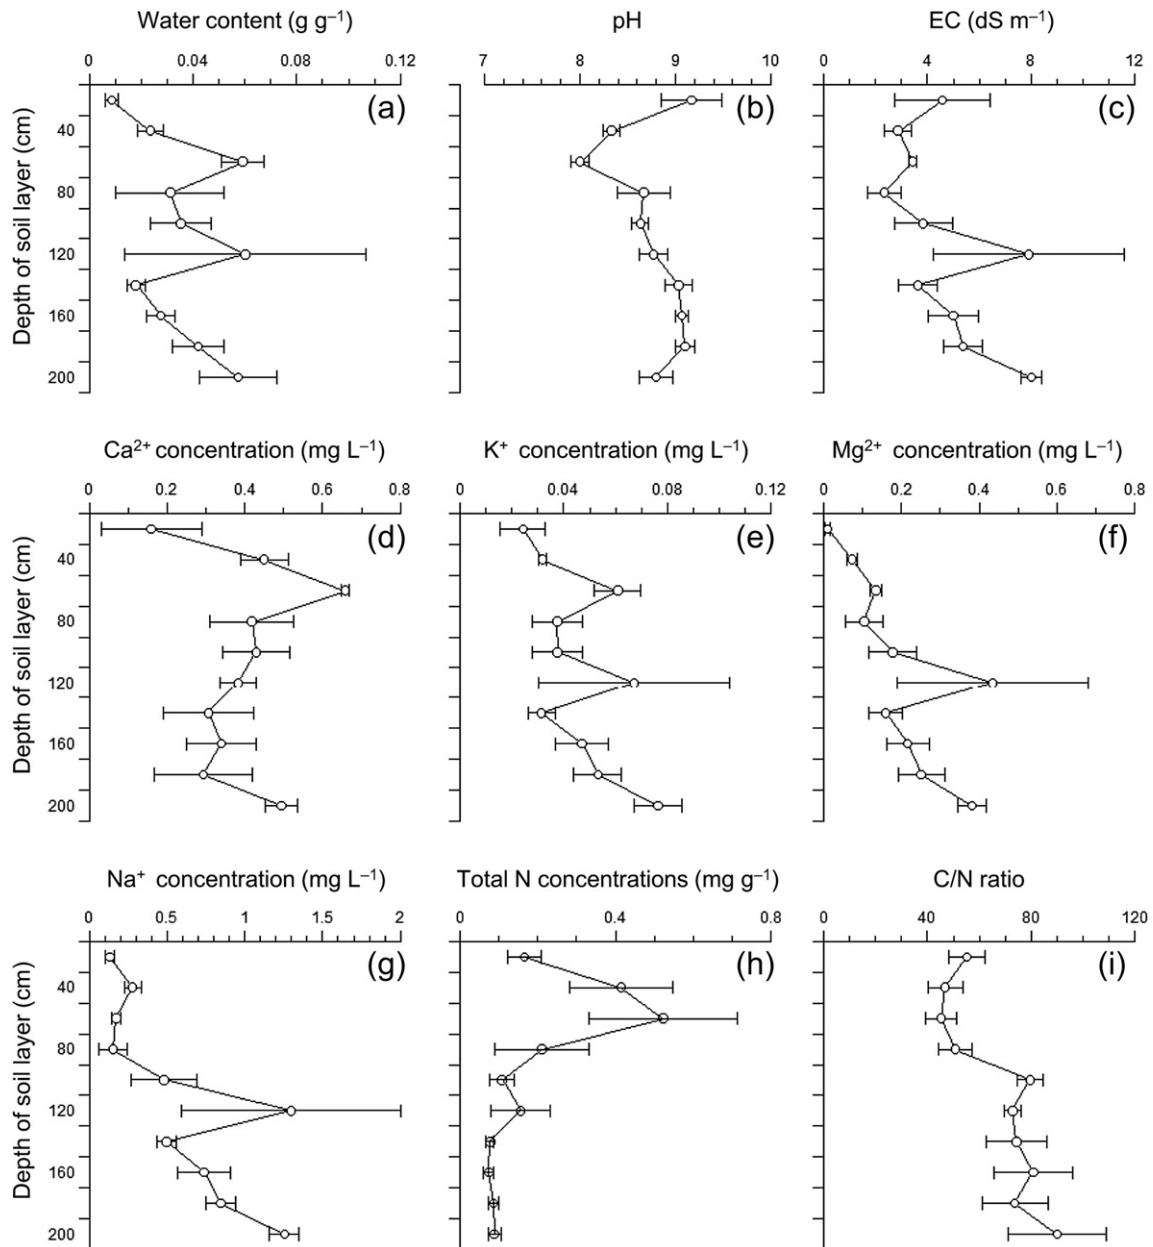 Water content (g g⁻¹) pH EC (dS m⁻¹)
0 0.04 0.08 0.12 7 8 9 10 0 4 8 12
(a) (b) (c)
Depth of soil layer (cm)
40
80
120
160
200
Ca²⁺ concentration (mg L⁻¹) K⁺ concentration (mg L⁻¹) Mg²⁺ concentration (mg L⁻¹)
0 0.2 0.4 0.6 0.8 0 0.04 0.08 0.12 0 0.2 0.4 0.6 0.8
(d) (e) (f)
Depth of soil layer (cm)
40
80
120
160
200
Na⁺ concentration (mg L⁻¹) Total N concentrations (mg g⁻¹) C/N ratio
0 0.5 1 1.5 2 0 0.4 0.8 0 40 80 120
(g) (h) (i)
Depth of soil layer (cm)
40
80
120
160
200